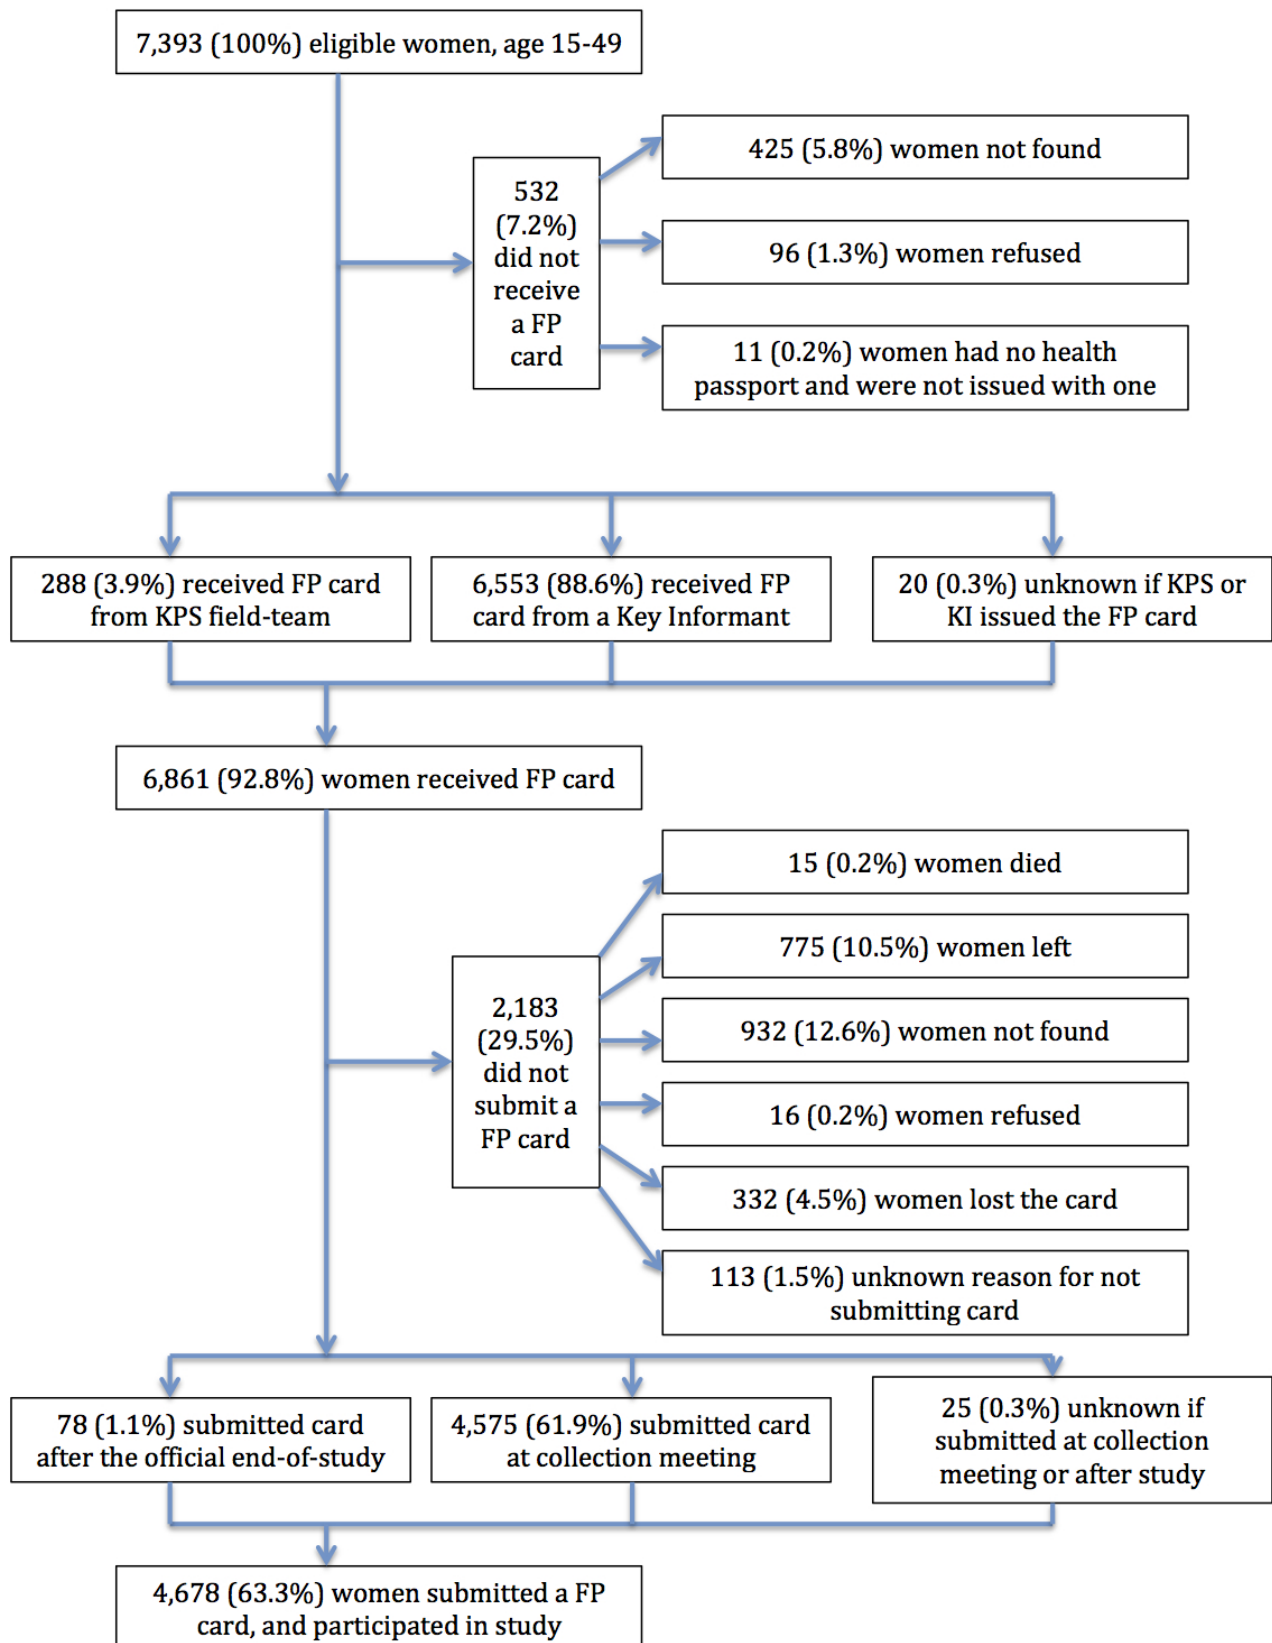 7,393 (100%) eligible women, age 15-49
532
(7.2%)
did not
receive
a FP
card
425 (5.8%) women not found
96 (1.3%) women refused
11 (0.2%) women had no health
passport and were not issued with one
288 (3.9%) received FP card
from KPS field-team
6,553 (88.6%) received FP
card from a Key Informant
20 (0.3%) unknown if KPS or
KI issued the FP card
6,861 (92.8%) women received FP card
2,183
(29.5%)
did not
submit a
FP card
15 (0.2%) women died
775 (10.5%) women left
932 (12.6%) women not found
16 (0.2%) women refused
332 (4.5%) women lost the card
113 (1.5%) unknown reason for not
submitting card
78 (1.1%) submitted card
after the official end-of-study
4,575 (61.9%) submitted card
at collection meeting
25 (0.3%) unknown if
submitted at collection
meeting or after study
4,678 (63.3%) women submitted a FP
card, and participated in study